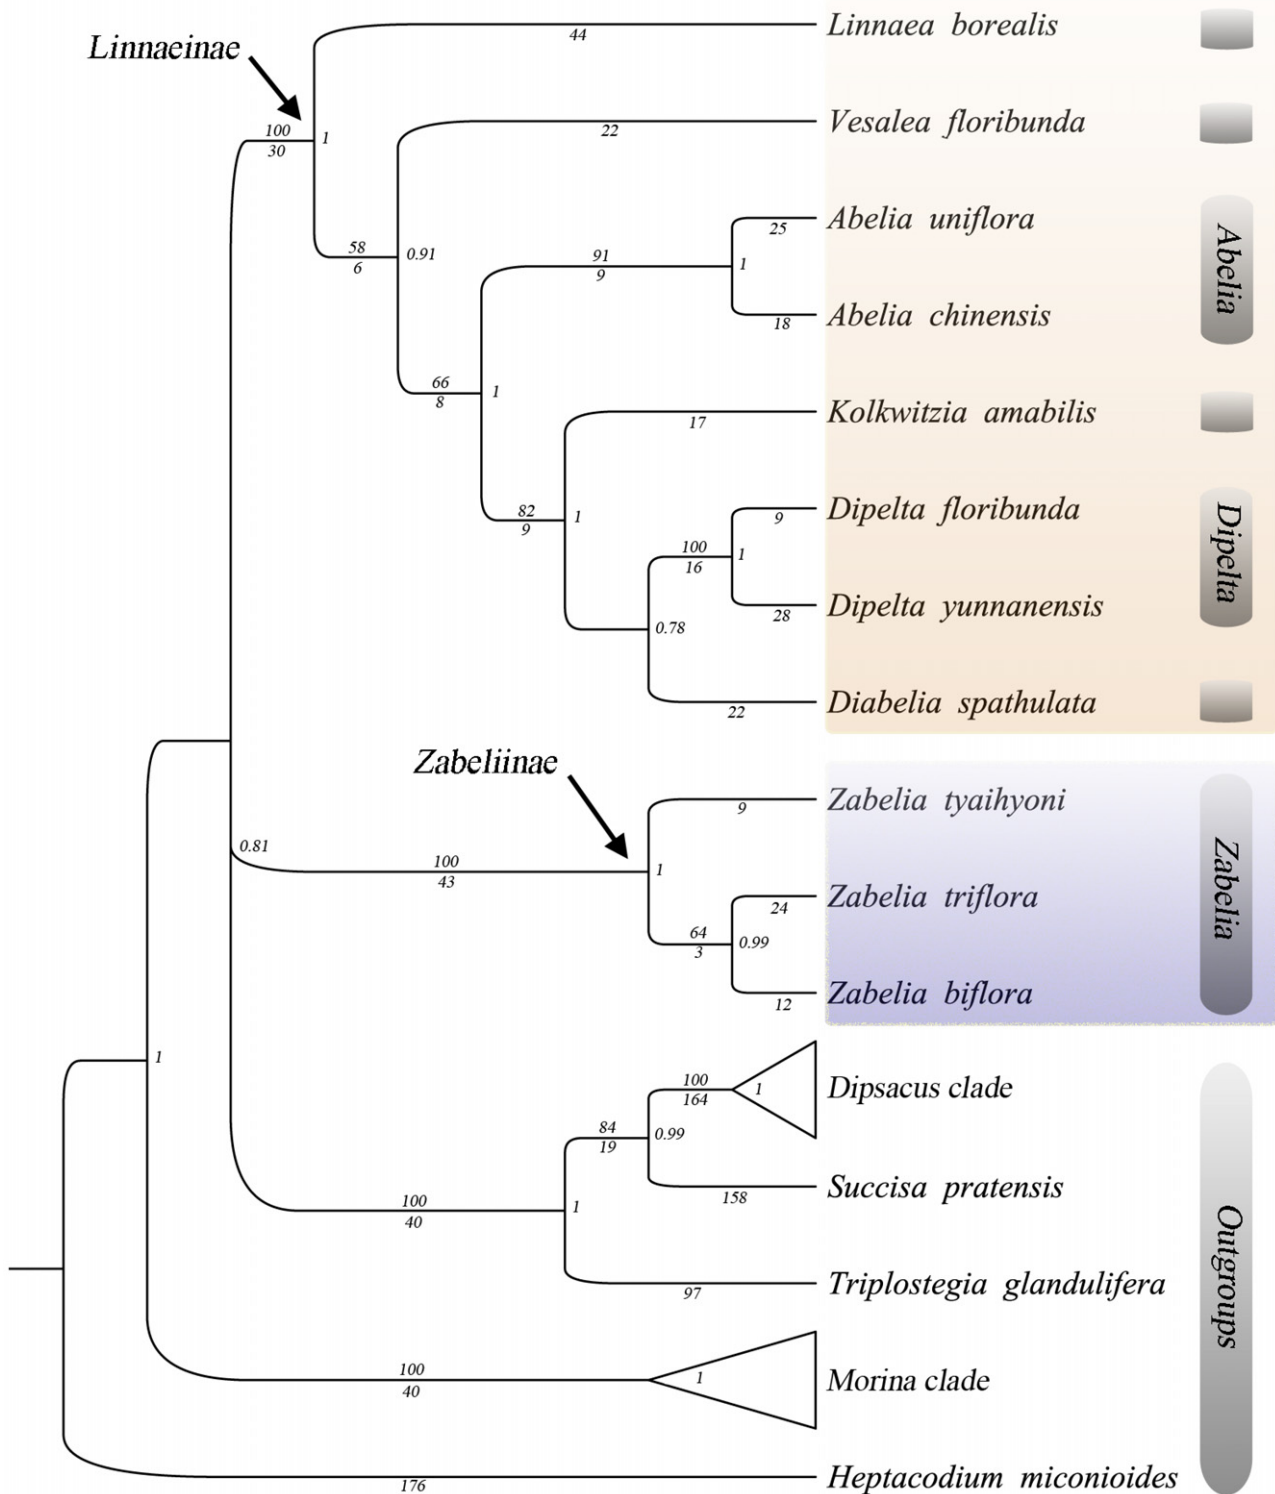 Linnaea borealis
44
Linnaeinae
Vesalea floribunda
22
100
30
1
Abelia uniflora
25
58
6
0.91
91
9
1
Abelia
Abelia chinensis
18
66
8
1
Kolkwitzia amabilis
17
Dipelta floribunda
9
82
9
1
100
16
1
Dipelta
Dipelta yunnanensis
28
0.78
Diabelia spathulata
22
Zabeliinae
Zabelia tyaihyoni
9
0.81
100
43
1
Zabelia
Zabelia triflora
24
64
3
0.99
Zabelia biflora
12
1
100
164
1
Dipsacus clade
84
19
0.99
Succisa pratensis
158
100
40
1
Outgroups
Triplostegia glandulifera
97
100
40
1
Morina clade
Heptacodium miconioides
176